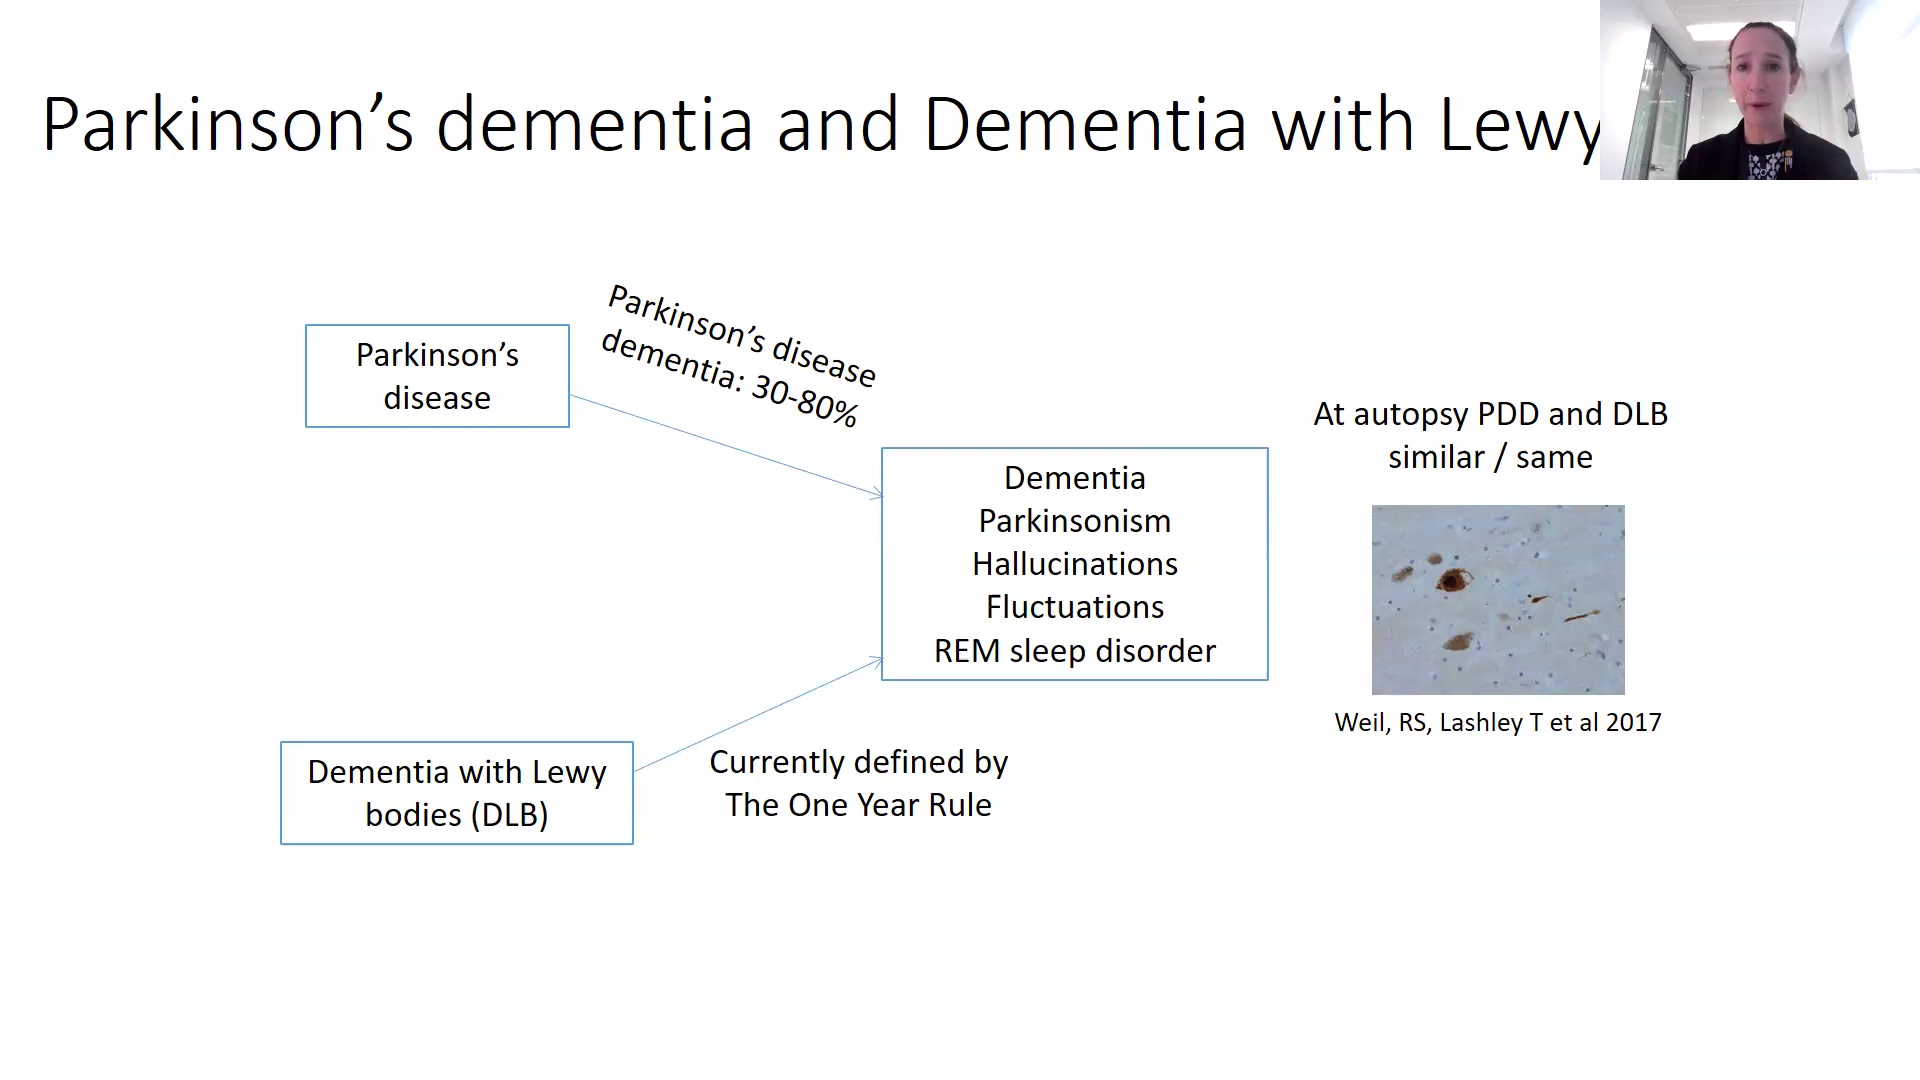 Parkinson's dementia and Dementia with Lewy
Parkinson's
disease
Parkinson's disease
dementia: 30-80%
Dementia
Parkinsonism
Hallucinations
Fluctuations
REM sleep disorder
At autopsy PDD and DLB
similar / same
Weil, RS, Lashley T et al 2017
Dementia with Lewy
bodies (DLB)
Currently defined by
The One Year Rule